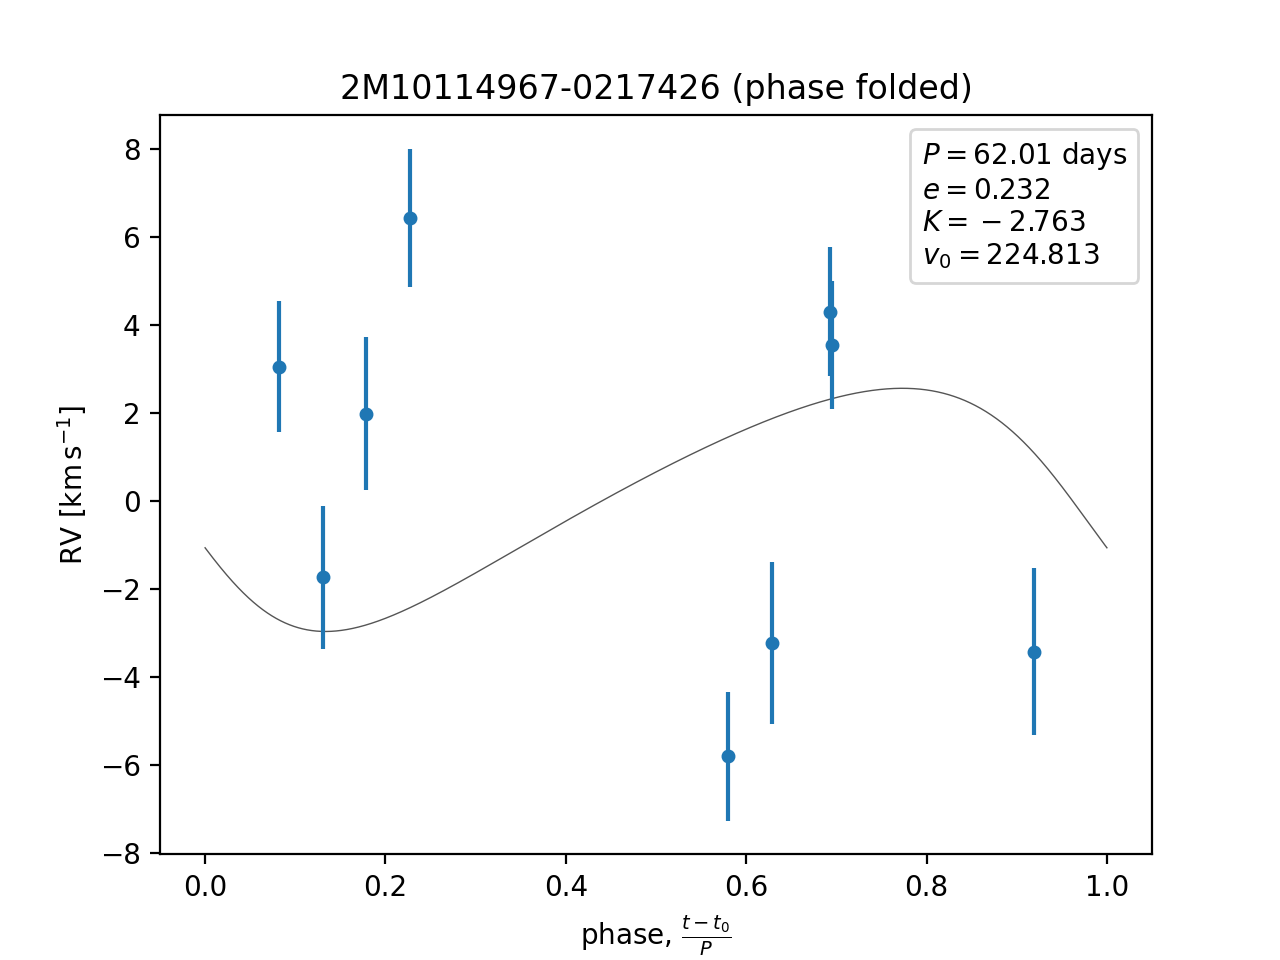 2M10114967-0217426 (phase folded)
P = 62.01 days
e = 0.232
K = −2.763
v₀ = 224.813
RV [km s⁻¹]
8
6
4
2
0
−2
−4
−6
−8
0.0 0.2 0.4 0.6 0.8 1.0
phase, (t − t₀)/P